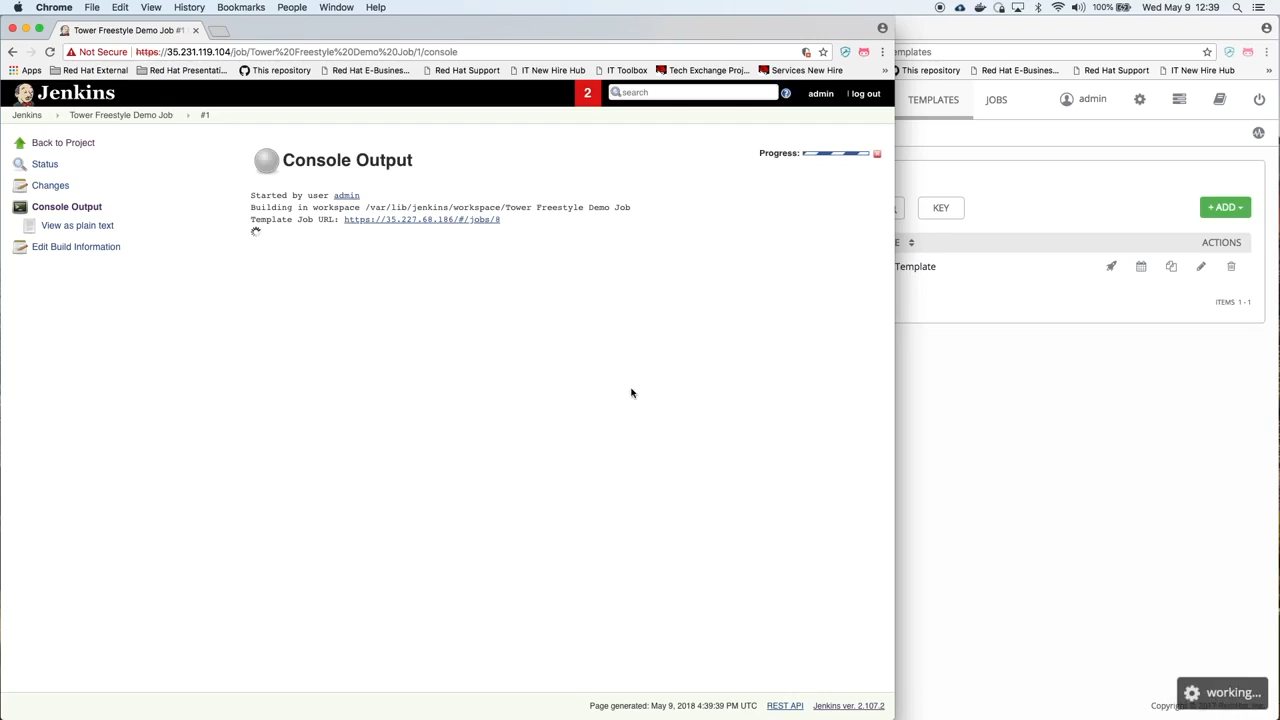 Chrome File Edit View History Bookmarks People Window Help 100% Wed May 9 12:39
Tower Freestyle Demo Job #1
Not Secure https://35.231.119.104/job/Tower%20Freestyle%20Demo%20Job/1/console
emplates
Apps Red Hat External Red Hat Presentati... This repository Red Hat E-Busines... Red Hat Support IT New Hire Hub IT Toolbox Tech Exchange Proj... Services New Hire »
This repository Red Hat E-Busines... Red Hat Support IT New Hire Hub »
Jenkins 2 search admin | log out
TEMPLATES JOBS admin
Jenkins Tower Freestyle Demo Job #1
Back to Project
Status
Changes
Console Output
View as plain text
Edit Build Information
Console Output
Progress:
Started by user admin
Building in workspace /var/lib/jenkins/workspace/Tower Freestyle Demo Job
Template Job URL: https://35.227.68.186/#/jobs/8
KEY + ADD
E ACTIONS
Template
ITEMS 1 - 1
working...
Page generated: May 9, 2018 4:39:39 PM UTC REST API Jenkins ver. 2.107.2